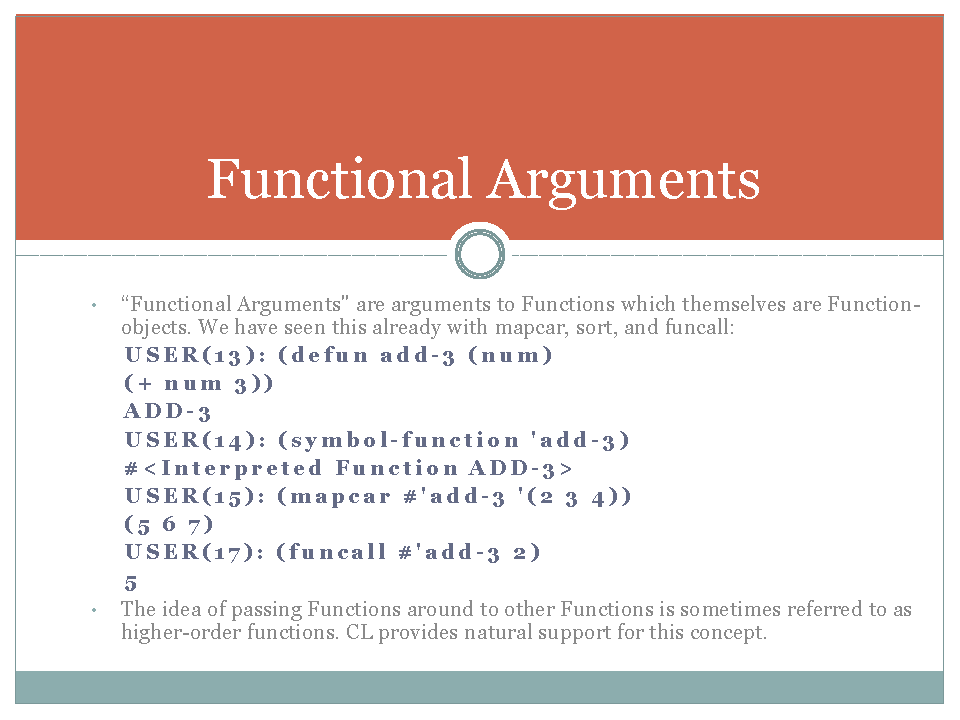 Functional Arguments
“Functional Arguments" are arguments to Functions which themselves are Function-
objects. We have seen this already with mapcar, sort, and funcall:
USER(13): (defun add-3 (num)
(+ num 3))
ADD-3
USER(14): (symbol-function 'add-3)
#<Interpreted Function ADD-3>
USER(15): (mapcar #'add-3 '(2 3 4))
(5 6 7)
USER(17): (funcall #'add-3 2)
5
The idea of passing Functions around to other Functions is sometimes referred to as
higher-order functions. CL provides natural support for this concept.